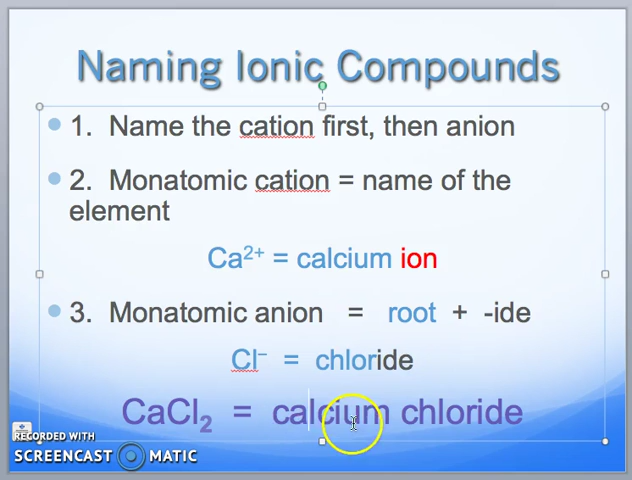 Naming Ionic Compounds
1. Name the cation first, then anion
2. Monatomic cation = name of the
element
Ca²⁺ = calcium ion
3. Monatomic anion = root + -ide
Cl⁻ = chloride
CaCl₂ = calcium chloride
RECORDED WITH
SCREENCAST MATIC